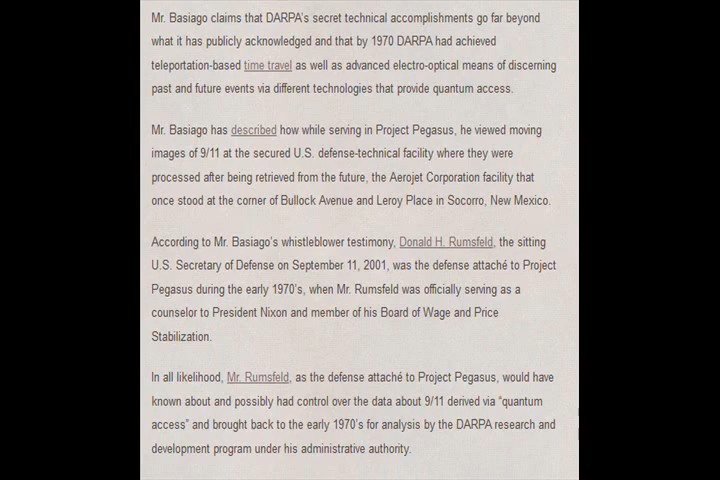 Mr. Basiago claims that DARPA's secret technical accomplishments go far beyond
what it has publicly acknowledged and that by 1970 DARPA had achieved
teleportation-based time travel as well as advanced electro-optical means of discerning
past and future events via different technologies that provide quantum access.
Mr. Basiago has described how while serving in Project Pegasus, he viewed moving
images of 9/11 at the secured U.S. defense-technical facility where they were
processed after being retrieved from the future, the Aerojet Corporation facility that
once stood at the corner of Bullock Avenue and Leroy Place in Socorro, New Mexico.
According to Mr. Basiago's whistleblower testimony, Donald H. Rumsfeld, the sitting
U.S. Secretary of Defense on September 11, 2001, was the defense attaché to Project
Pegasus during the early 1970's, when Mr. Rumsfeld was officially serving as a
counselor to President Nixon and member of his Board of Wage and Price
Stabilization.
In all likelihood, Mr. Rumsfeld, as the defense attaché to Project Pegasus, would have
known about and possibly had control over the data about 9/11 derived via “quantum
access” and brought back to the early 1970's for analysis by the DARPA research and
development program under his administrative authority.